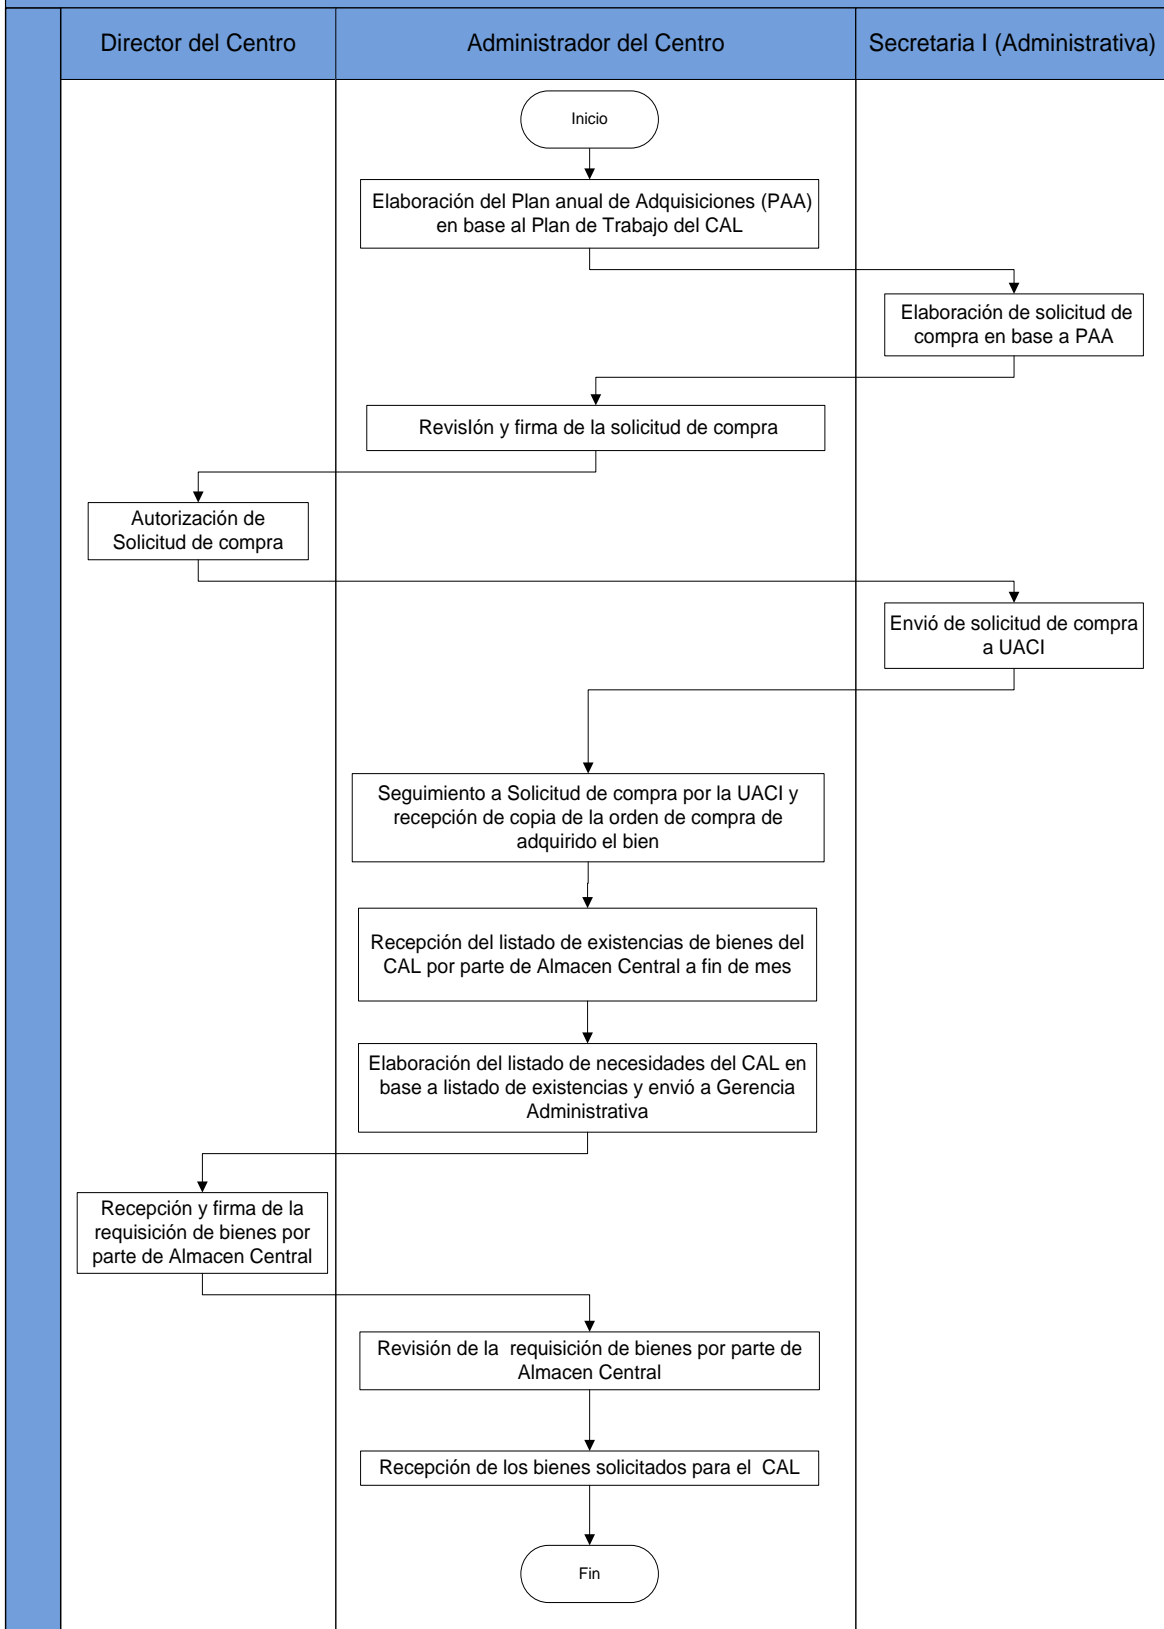 Director del Centro
Administrador del Centro
Secretaria I (Administrativa)
Inicio
Elaboración del Plan anual de Adquisiciones (PAA)
en base al Plan de Trabajo del CAL
Elaboración de solicitud de
compra en base a PAA
RevisIón y firma de la solicitud de compra
Autorización de
Solicitud de compra
Envió de solicitud de compra
a UACI
Seguimiento a Solicitud de compra por la UACI y
recepción de copia de la orden de compra de
adquirido el bien
Recepción del listado de existencias de bienes del
CAL por parte de Almacen Central a fin de mes
Elaboración del listado de necesidades del CAL en
base a listado de existencias y envió a Gerencia
Administrativa
Recepción y firma de la
requisición de bienes por
parte de Almacen Central
Revisión de la  requisición de bienes por parte de
Almacen Central
Recepción de los bienes solicitados para el  CAL
Fin